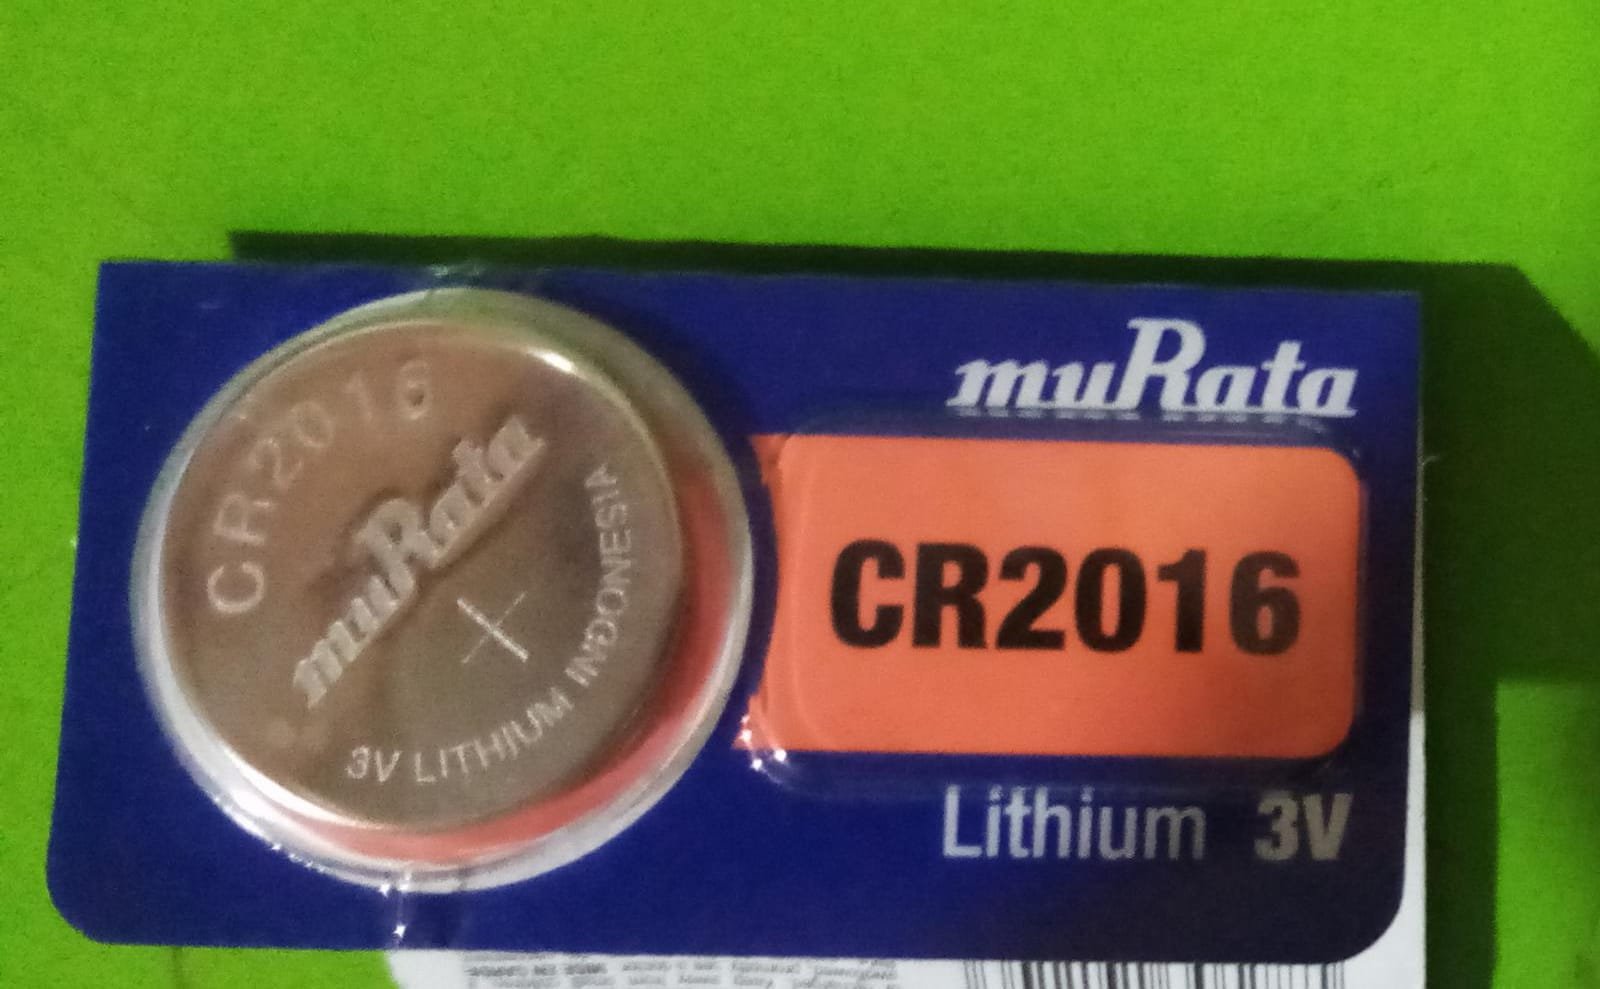 CR2016
muRata
+
3V LITHIUM INDONESIA
muRata
CR2016
Lithium 3V